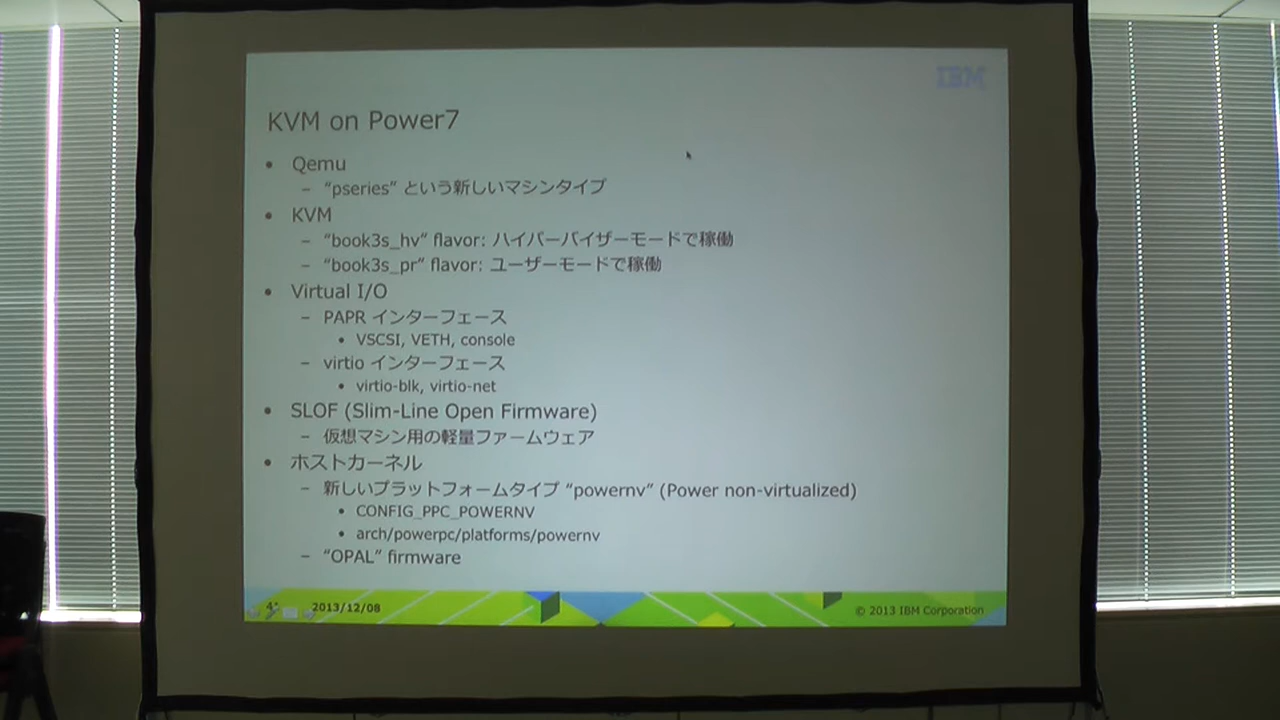 IBM
KVM on Power7
• Qemu
– “pseries” という新しいマシンタイプ
• KVM
– “book3s_hv” flavor: ハイパーバイザーモードで稼働
– “book3s_pr” flavor: ユーザーモードで稼働
• Virtual I/O
– PAPR インターフェース
• VSCSI, VETH, console
– virtio インターフェース
• virtio-blk, virtio-net
• SLOF (Slim-Line Open Firmware)
– 仮想マシン用の軽量ファームウェア
• ホストカーネル
– 新しいプラットフォームタイプ “powernv” (Power non-virtualized)
• CONFIG_PPC_POWERNV
• arch/powerpc/platforms/powernv
– “OPAL” firmware
4 2013/12/08 © 2013 IBM Corporation